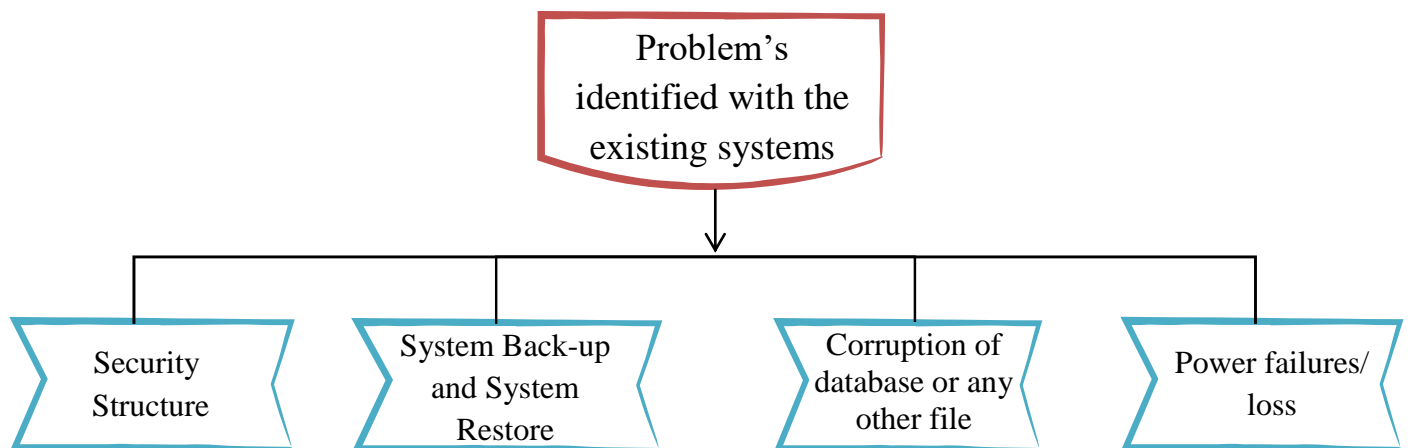 Problem’s
identified with the
existing systems
Security
Structure
System Back-up
and System
Restore
Corruption of
database or any
other file
Power failures/
loss